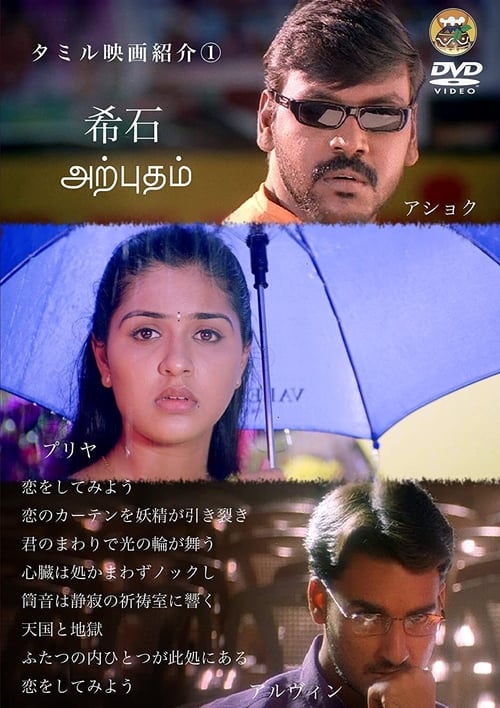 タミル映画紹介①
DVD
VIDEO
希石
அற்புதம்
アショク
プリヤ
恋をしてみよう
恋のカーテンを妖精が引き裂き
君のまわりで光の輪が舞う
心臓は処かまわずノックし
筒音は静寂の祈祷室に響く
天国と地獄
ふたつの内ひとつが此処にある
恋をしてみよう
アルヴィン